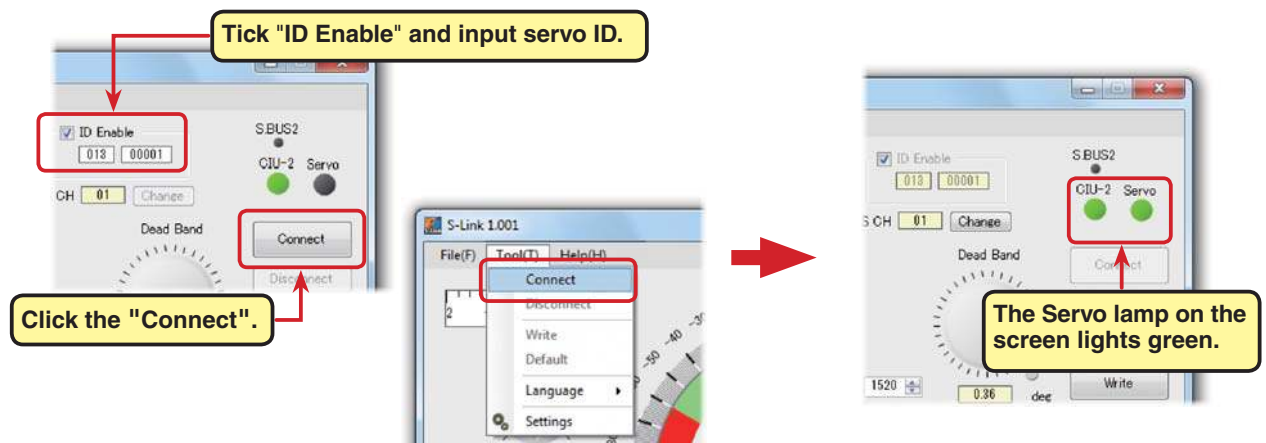 Tick "ID Enable" and input servo ID.
ID Enable
013 00001
S.BUS2
CIU-2 Servo
CH 01 Change
Dead Band
Connect
Disconnect
Click the "Connect".
S-Link 1.001
File(F) Tool(T) Help(H)
Connect
Disconnect
Write
Default
Language
Settings
2
-50 -40 -30
ID Enable
013 00001
S.BUS2
CIU-2 Servo
S CH 01 Change
Dead Band
Connect
The Servo lamp on the
screen lights green.
1520
0.36 deg
Write